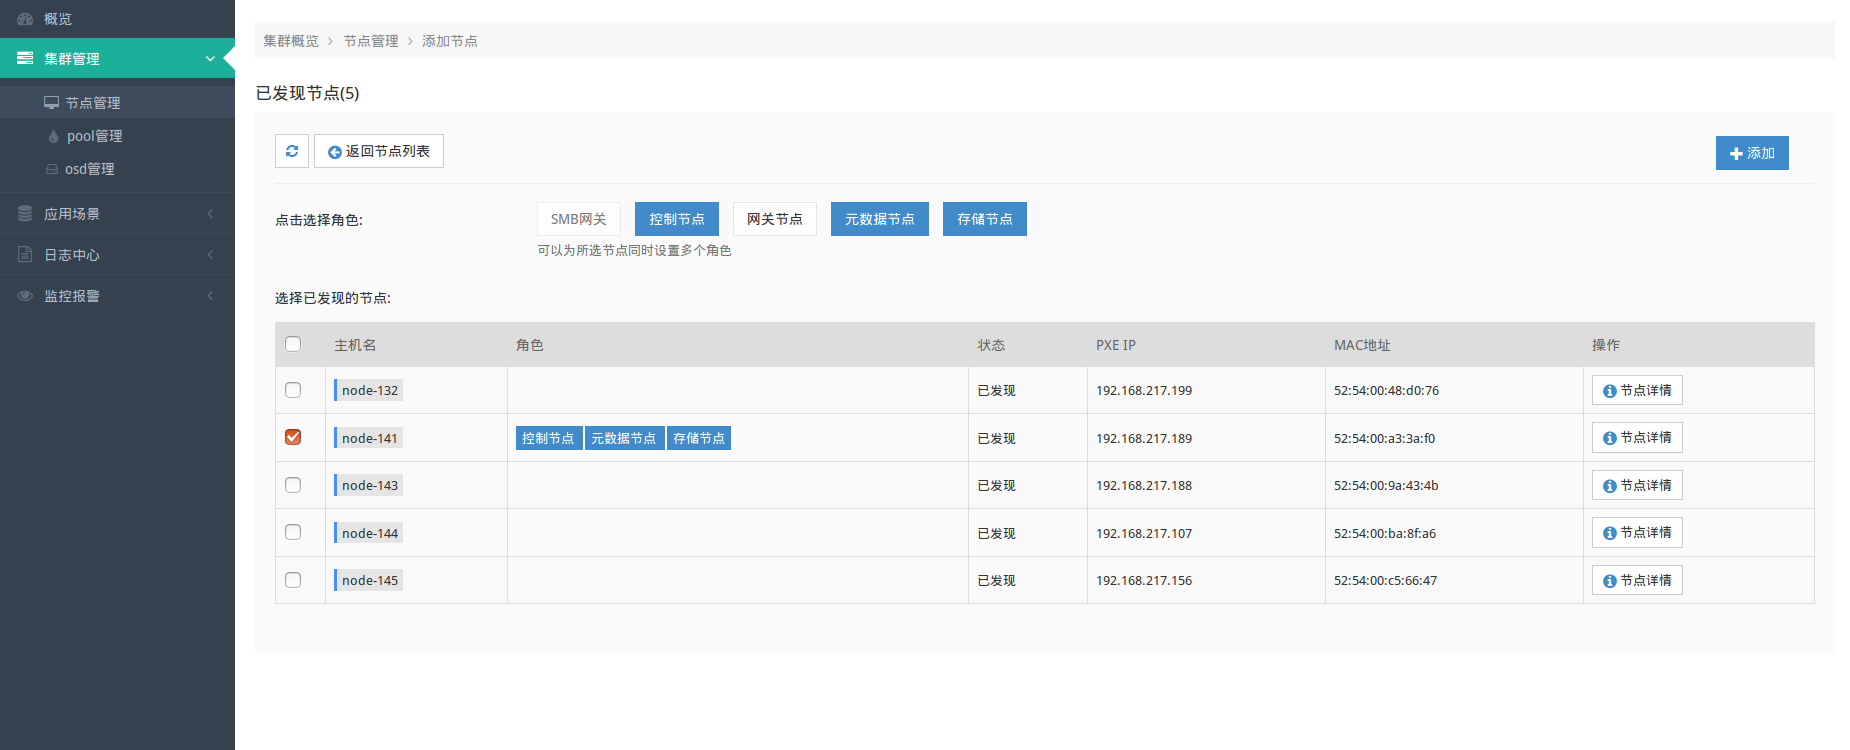 概览
集群管理
节点管理
pool管理
osd管理
应用场景
日志中心
监控报警
集群概览 > 节点管理 > 添加节点
已发现节点(5)
返回节点列表
添加
点击选择角色:
SMB网关 控制节点 网关节点 元数据节点 存储节点
可以为所选节点同时设置多个角色
选择已发现的节点:
主机名 角色 状态 PXE IP MAC地址 操作
node-132 已发现 192.168.217.199 52:54:00:48:d0:76 节点详情
node-141 控制节点 元数据节点 存储节点 已发现 192.168.217.189 52:54:00:a3:3a:f0 节点详情
node-143 已发现 192.168.217.188 52:54:00:9a:43:4b 节点详情
node-144 已发现 192.168.217.107 52:54:00:ba:8f:a6 节点详情
node-145 已发现 192.168.217.156 52:54:00:c5:66:47 节点详情